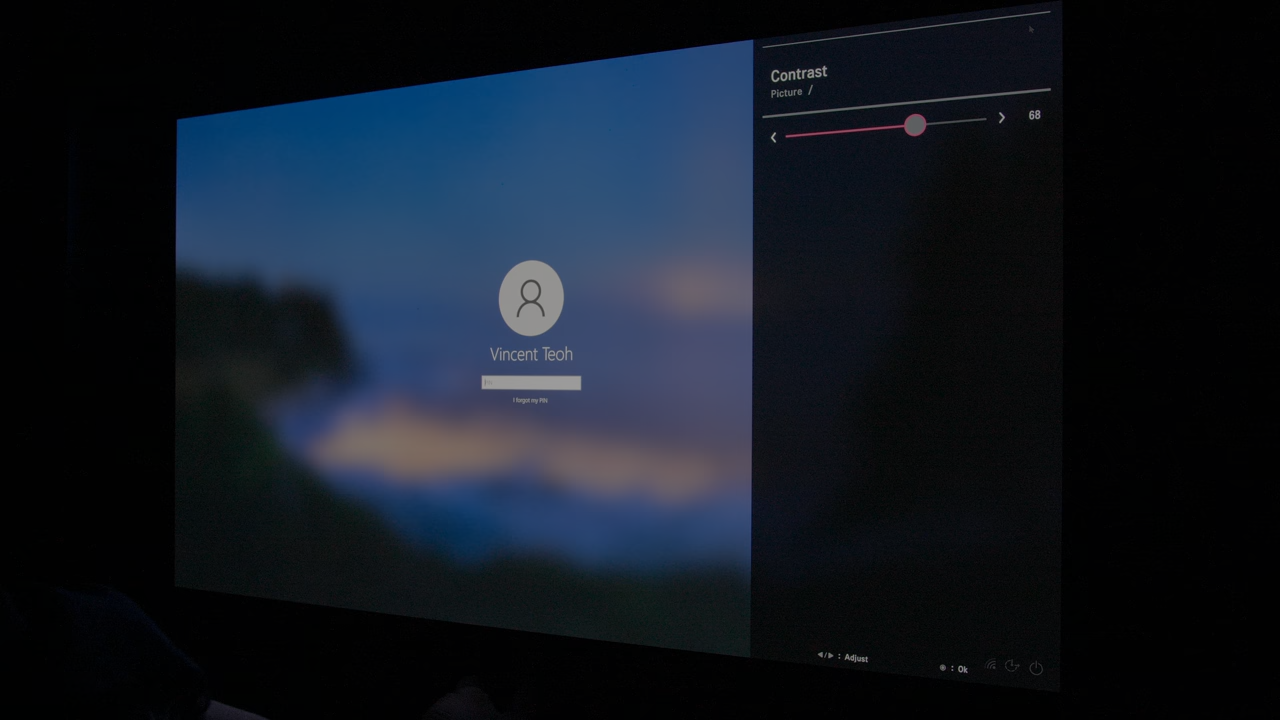 Contrast
Picture /
68
Vincent Teoh
I forgot my PIN
◀/▶ : Adjust
◉ : Ok